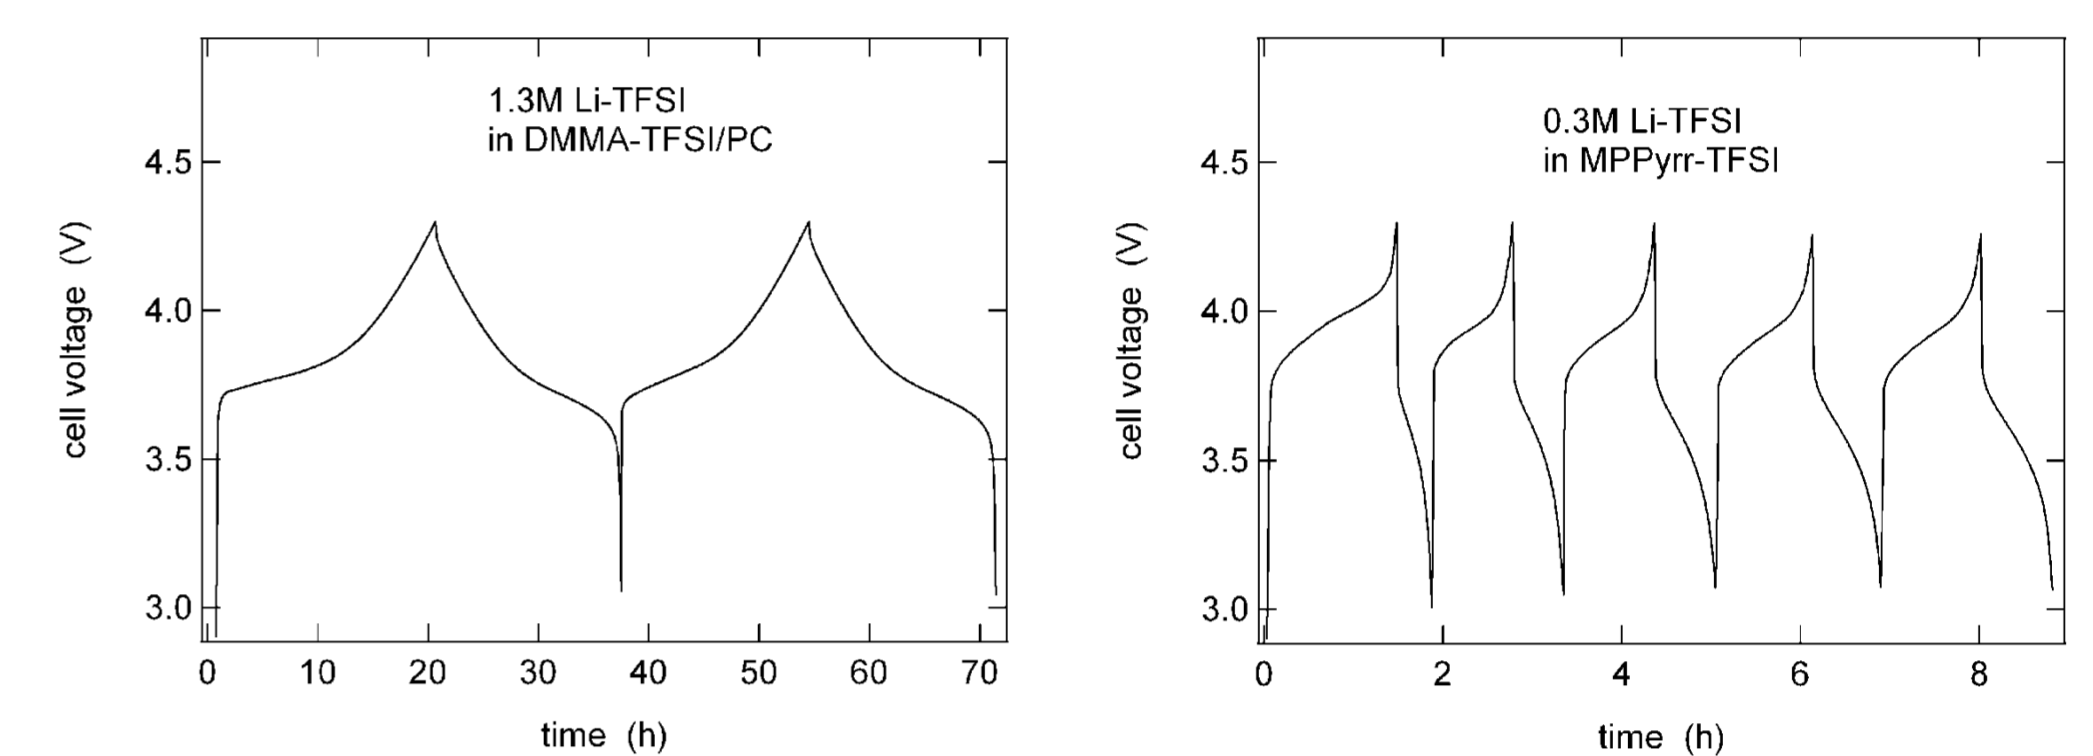 1.3M Li-TFSI
in DMMA-TFSI/PC
4.5
4.0
3.5
3.0
cell voltage (V)
0 10 20 30 40 50 60 70
time (h)
0.3M Li-TFSI
in MPPyrr-TFSI
4.5
4.0
3.5
3.0
cell voltage (V)
0 2 4 6 8
time (h)